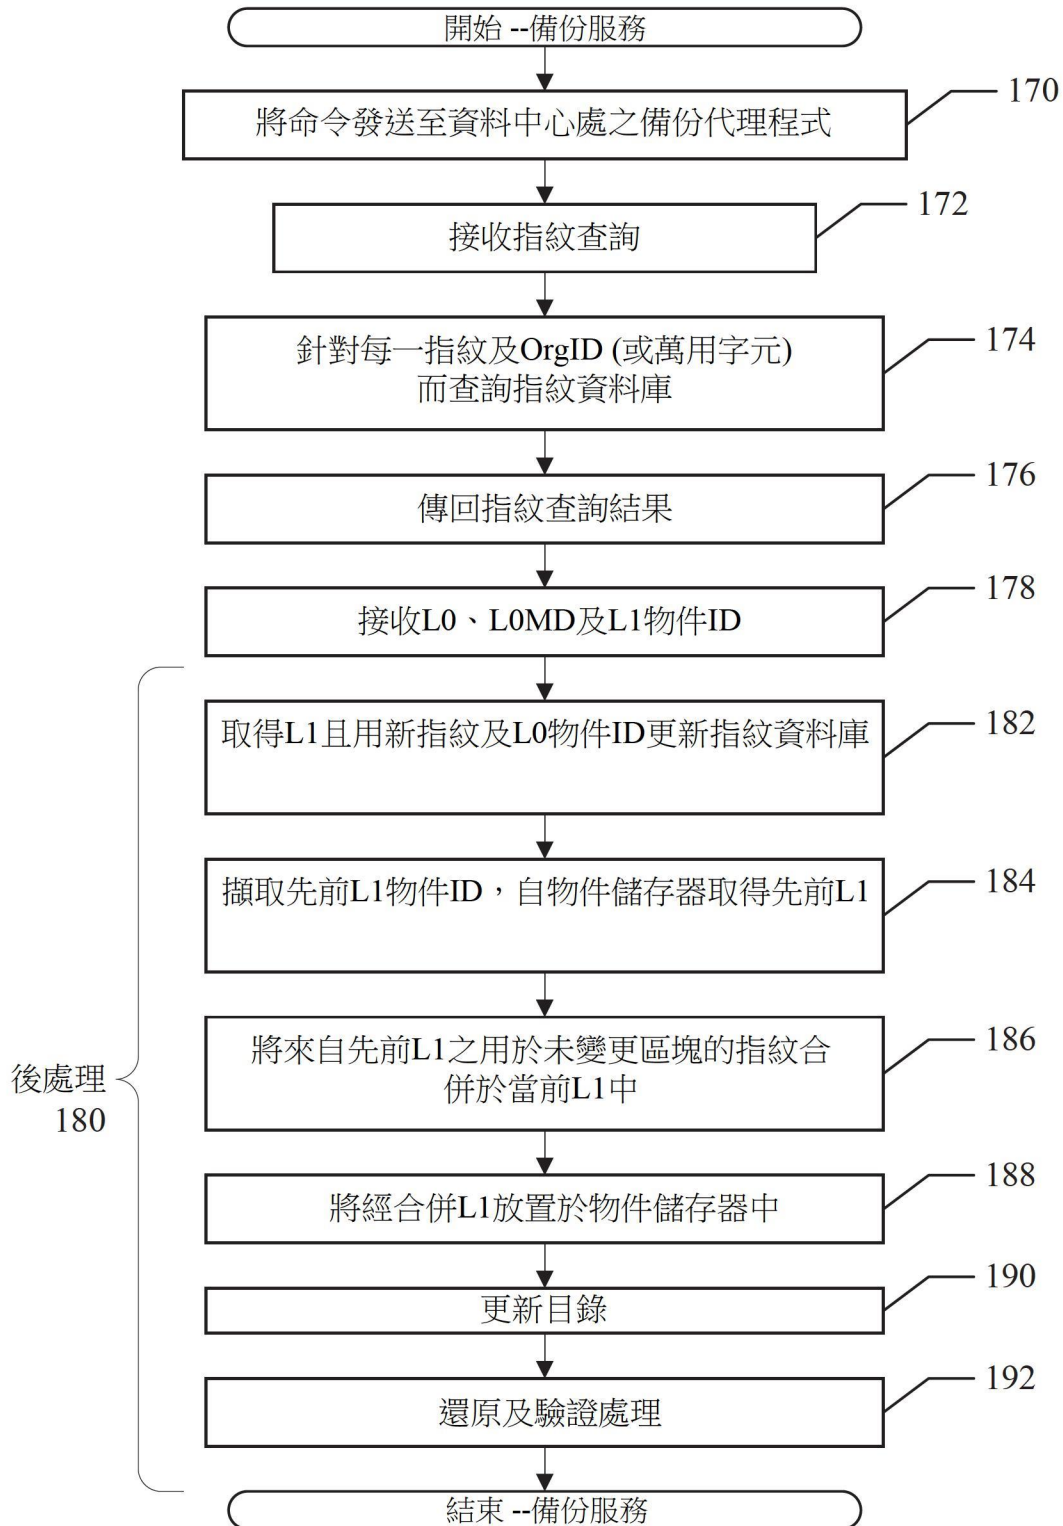 開始 --備份服務
170
將命令發送至資料中心處之備份代理程式
172
接收指紋查詢
174
針對每一指紋及OrgID (或萬用字元)
而查詢指紋資料庫
176
傳回指紋查詢結果
178
接收L0、L0MD及L1物件ID
182
取得L1且用新指紋及L0物件ID更新指紋資料庫
184
擷取先前L1物件ID，自物件儲存器取得先前L1
186
將來自先前L1之用於未變更區塊的指紋合
併於當前L1中
後處理
180
188
將經合併L1放置於物件儲存器中
190
更新目錄
192
還原及驗證處理
結束 --備份服務